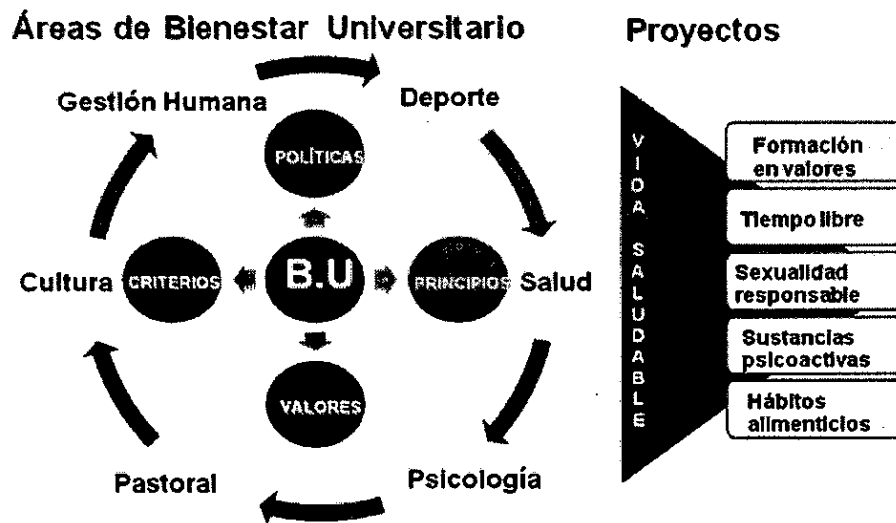 Áreas de Bienestar Universitario
Proyectos
Gestión Humana
Deporte
POLÍTICAS
Cultura
CRITERIOS
B.U
PRINCIPIOS
Salud
VALORES
Pastoral
Psicología
VIDA SALUDABLE
Formación
en valores
Tiempo libre
Sexualidad
responsable
Sustancias
psicoactivas
Hábitos
alimenticios